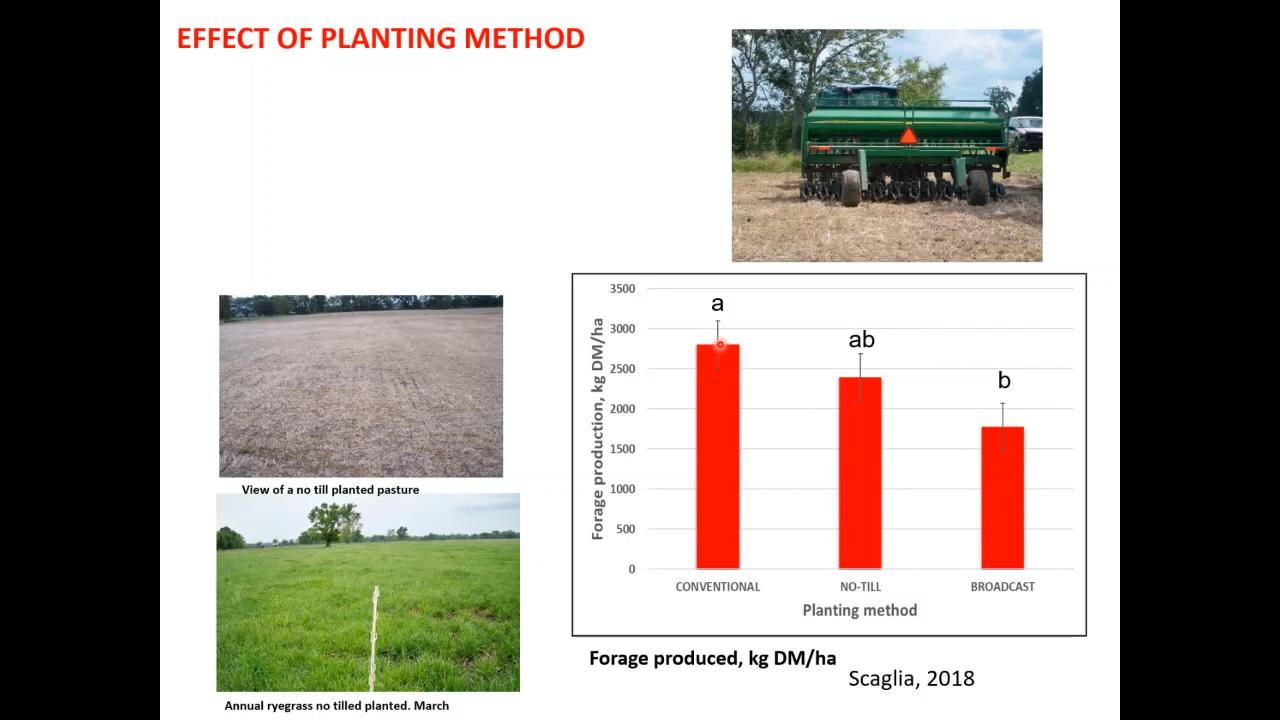 EFFECT OF PLANTING METHOD
View of a no till planted pasture
Annual ryegrass no tilled planted. March
3500
3000
2500
2000
1500
1000
500
0
Forage production, kg DM/ha
a
ab
b
CONVENTIONAL
NO-TILL
BROADCAST
Planting method
Forage produced, kg DM/ha
Scaglia, 2018